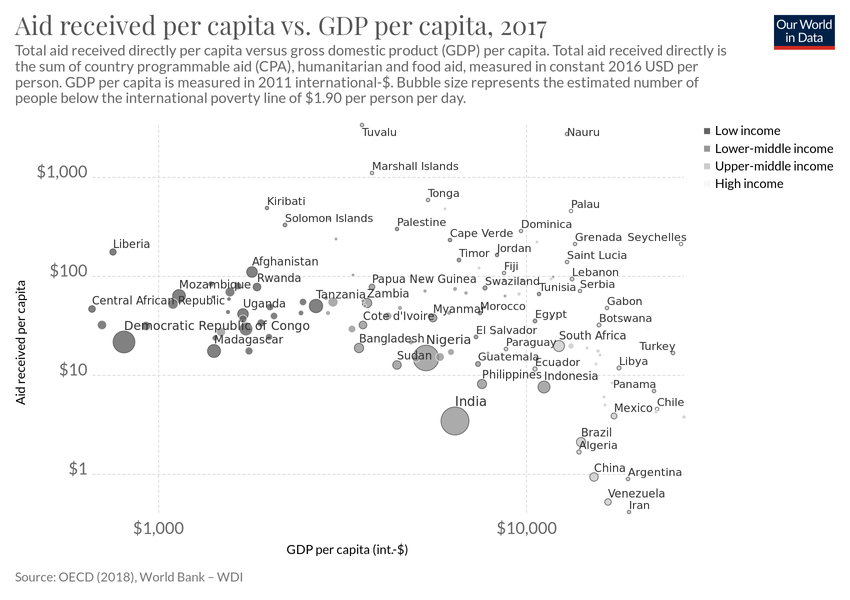 Aid received per capita vs. GDP per capita, 2017
Our World
in Data
Total aid received directly per capita versus gross domestic product (GDP) per capita. Total aid received directly is
the sum of country programmable aid (CPA), humanitarian and food aid, measured in constant 2016 USD per
person. GDP per capita is measured in 2011 international-$. Bubble size represents the estimated number of
people below the international poverty line of $1.90 per person per day.
Low income
Lower-middle income
Upper-middle income
High income
Tuvalu
Nauru
Marshall Islands
$1,000
Tonga
Kiribati
Palau
Solomon Islands
Palestine
Dominica
Cape Verde
Grenada
Seychelles
Liberia
Timor
Jordan
Saint Lucia
Afghanistan
Fiji
$100
Rwanda
Papua New Guinea
Lebanon
Mozambique
Swaziland
Tunisia
Serbia
Central African Republic
Tanzania
Zambia
Gabon
Uganda
Myanmar
Morocco
Cote d'Ivoire
Egypt
Botswana
Democratic Republic of Congo
El Salvador
Madagascar
Bangladesh
Nigeria
Paraguay
South Africa
Turkey
Sudan
Guatemala
Ecuador
Libya
$10
Philippines
Indonesia
Panama
India
Mexico
Chile
Brazil
Algeria
$1
China
Argentina
Venezuela
Iran
$1,000
$10,000
Aid received per capita
GDP per capita (int.-$)
Source: OECD (2018), World Bank – WDI